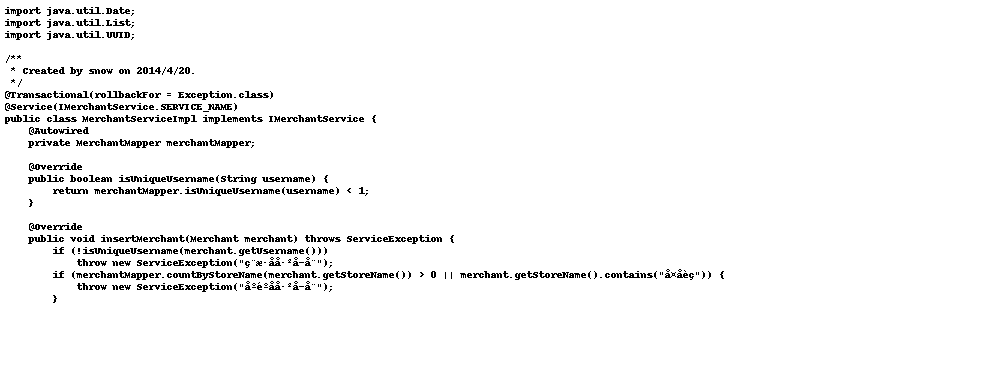 import java.util.Date;
import java.util.List;
import java.util.UUID;
/**
* Created by snow on 2014/4/20.
*/
@Transactional(rollbackFor = Exception.class)
@Service(IMerchantService.SERVICE_NAME)
public class MerchantServiceImpl implements IMerchantService {
@Autowired
private MerchantMapper merchantMapper;
@Override
public boolean isUniqueUsername(String username) {
return merchantMapper.isUniqueUsername(username) < 1;
}
@Override
public void insertMerchant(Merchant merchant) throws ServiceException {
if (!isUniqueUsername(merchant.getUsername()))
throw new ServiceException("ç¨æ·åå·²å­å¨");
if (merchantMapper.countByStoreName(merchant.getStoreName()) > 0 || merchant.getStoreName().contains("å¤åèç")) {
throw new ServiceException("åºéºåå·²å­å¨");
}